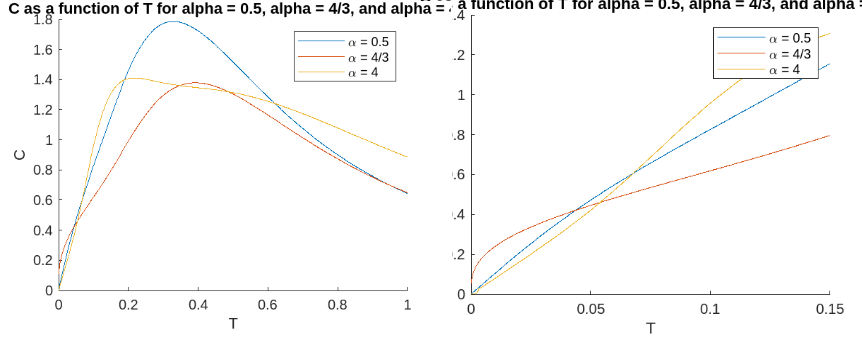 C as a function of T for alpha = 0.5, alpha = 4/3, and alpha =
1.8
1.6
1.4
1.2
1
0.8
0.6
0.4
0.2
0
C
0
0.2
0.4
0.6
0.8
1
T
α = 0.5
α = 4/3
α = 4
a function of T for alpha = 0.5, alpha = 4/3, and alpha =
.4
.2
1
.8
.6
.4
.2
0
0
0.05
0.1
0.15
T
α = 0.5
α = 4/3
α = 4